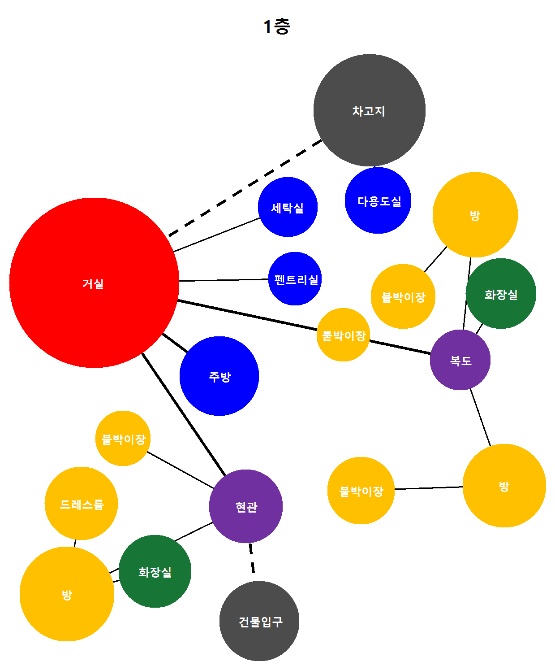 1층
차고지
세탁실
다용도실
방
거실
펜트리실
붙박이장
화장실
붙박이장
복도
주방
붙박이장
드레스룸
붙박이장
방
현관
화장실
방
건물입구